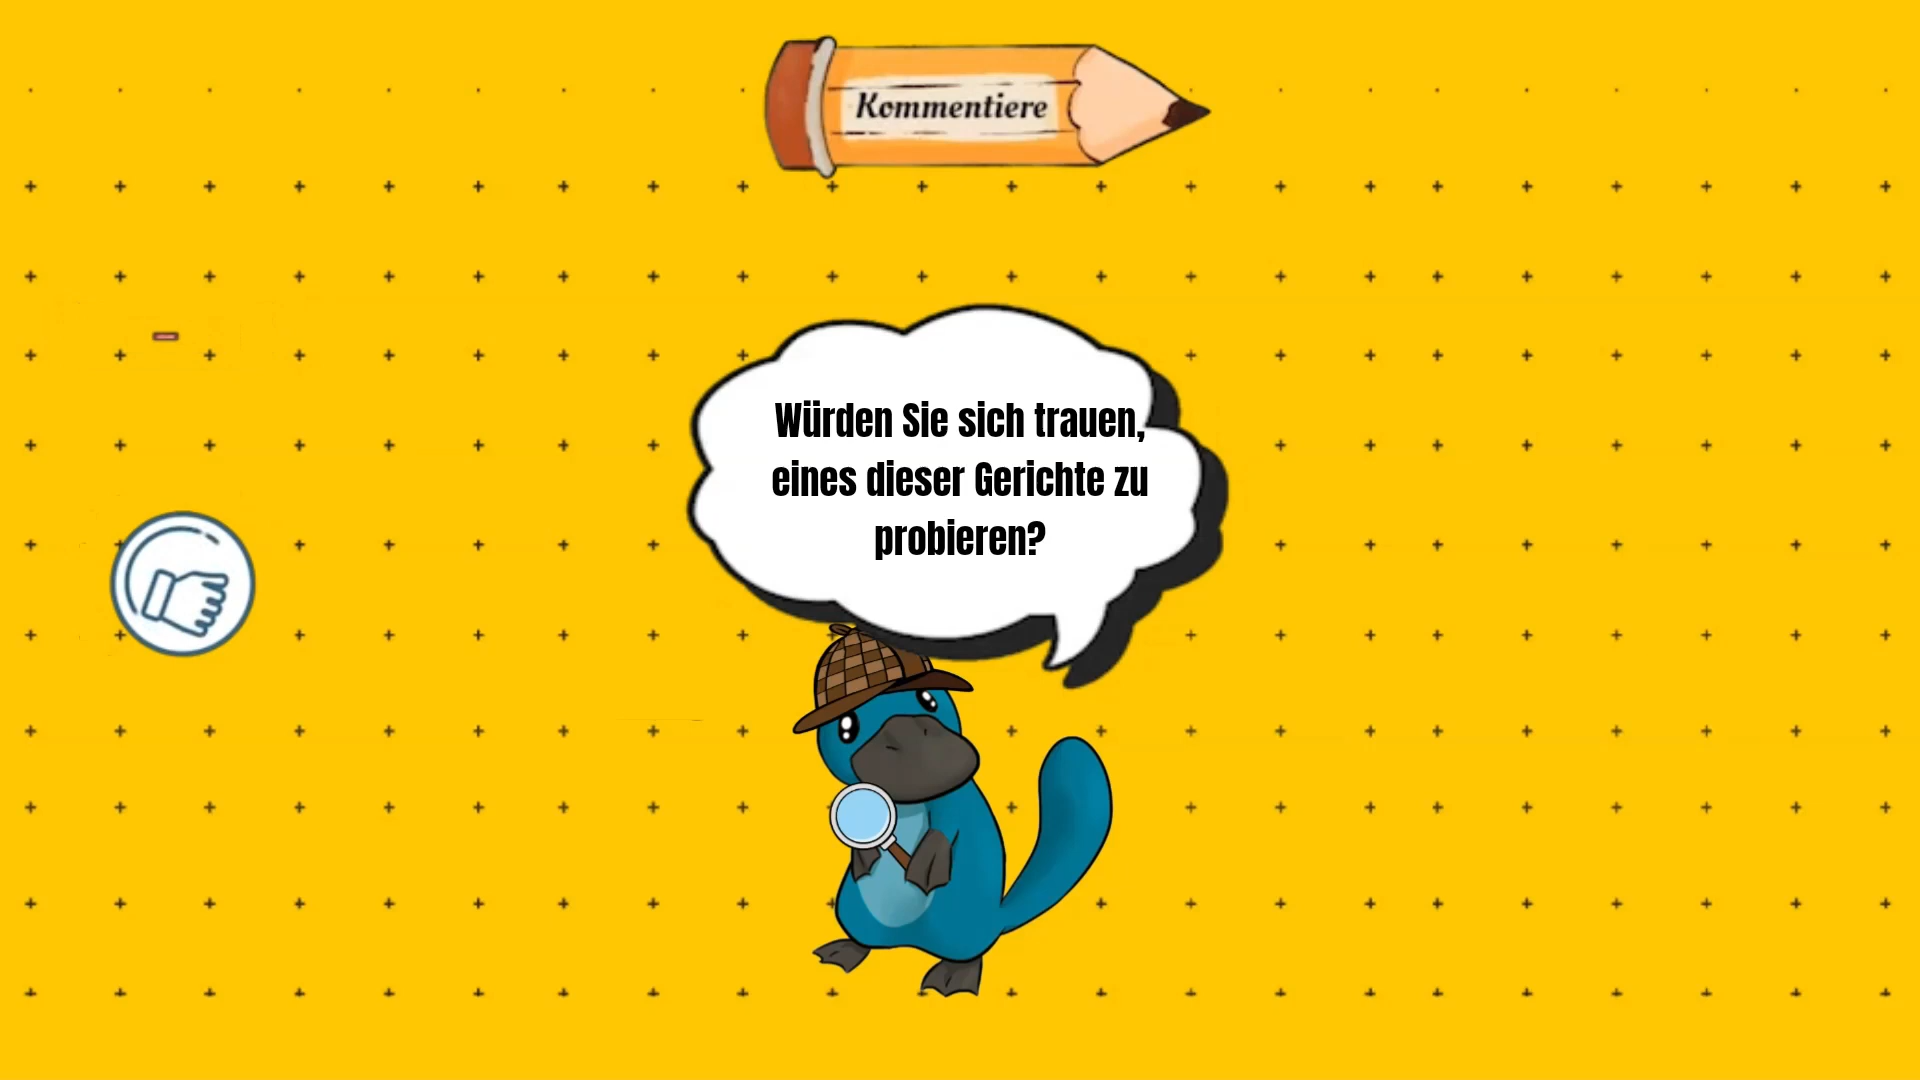 Kommentiere
Würden Sie sich trauen,
eines dieser Gerichte zu
probieren?